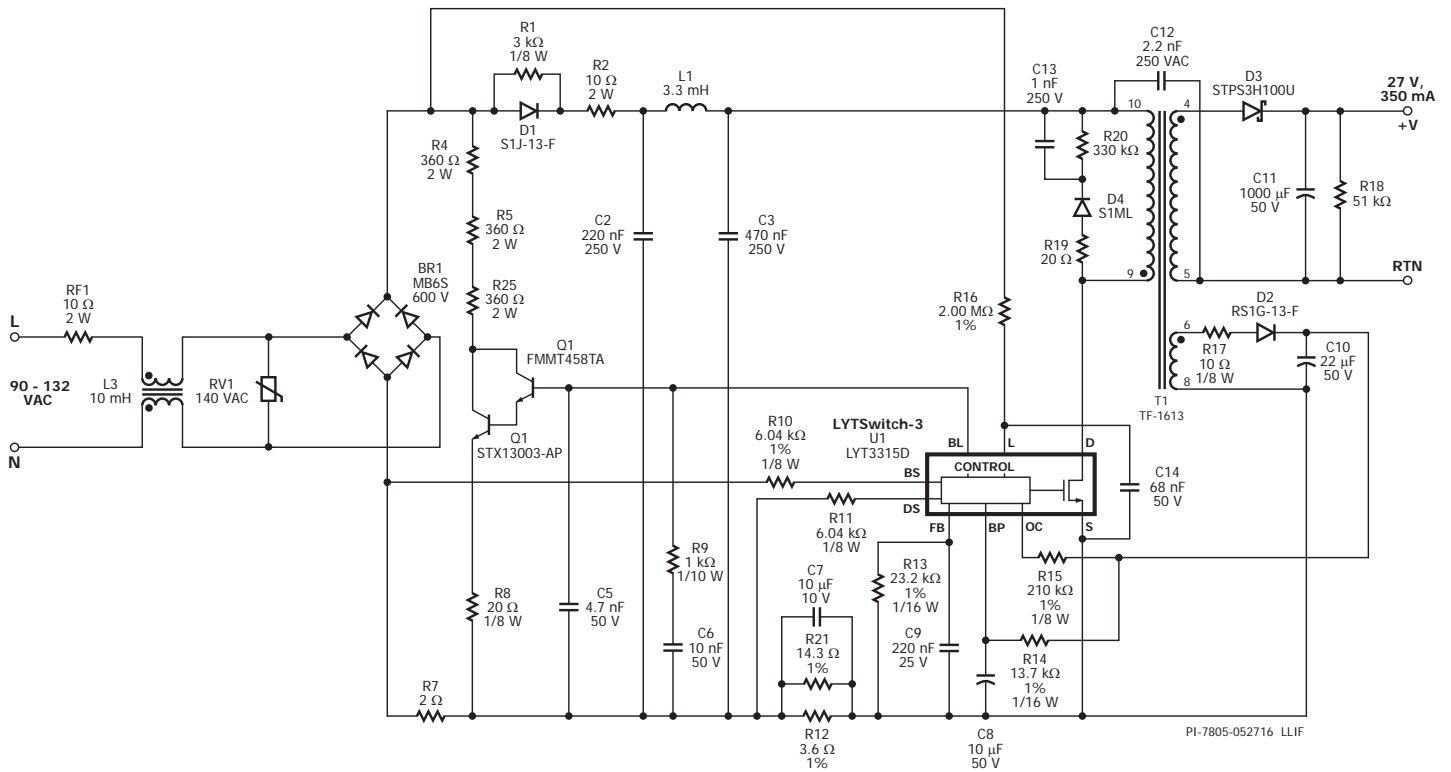 R1
3 kΩ
1/8 W
R2
10 Ω
2 W
L1
3.3 mH
D1
S1J-13-F
R4
360 Ω
2 W
R5
360 Ω
2 W
R25
360 Ω
2 W
C2
220 nF
250 V
C3
470 nF
250 V
C13
1 nF
250 V
C12
2.2 nF
250 VAC
R20
330 kΩ
D4
S1ML
R19
20 Ω
10
9
4
5
6
8
D3
STPS3H100U
27 V,
350 mA
+V
C11
1000 µF
50 V
R18
51 kΩ
RTN
D2
RS1G-13-F
R17
10 Ω
1/8 W
C10
22 µF
50 V
T1
TF-1613
L
RF1
10 Ω
2 W
90 - 132
VAC
N
L3
10 mH
RV1
140 VAC
BR1
MB6S
600 V
Q1
FMMT458TA
Q1
STX13003-AP
R16
2.00 MΩ
1%
R10
6.04 kΩ
1%
1/8 W
LYTSwitch-3
U1
LYT3315D
BL
L
D
CONTROL
BS
DS
FB
BP
OC
S
C14
68 nF
50 V
R11
6.04 kΩ
1/8 W
R9
1 kΩ
1/10 W
R8
20 Ω
1/8 W
C5
4.7 nF
50 V
C6
10 nF
50 V
C7
10 µF
10 V
R21
14.3 Ω
1%
R13
23.2 kΩ
1%
1/16 W
C9
220 nF
25 V
R15
210 kΩ
1%
1/8 W
R14
13.7 kΩ
1%
1/16 W
R7
2 Ω
R12
3.6 Ω
1%
C8
10 µF
50 V
PI-7805-052716 LLIF